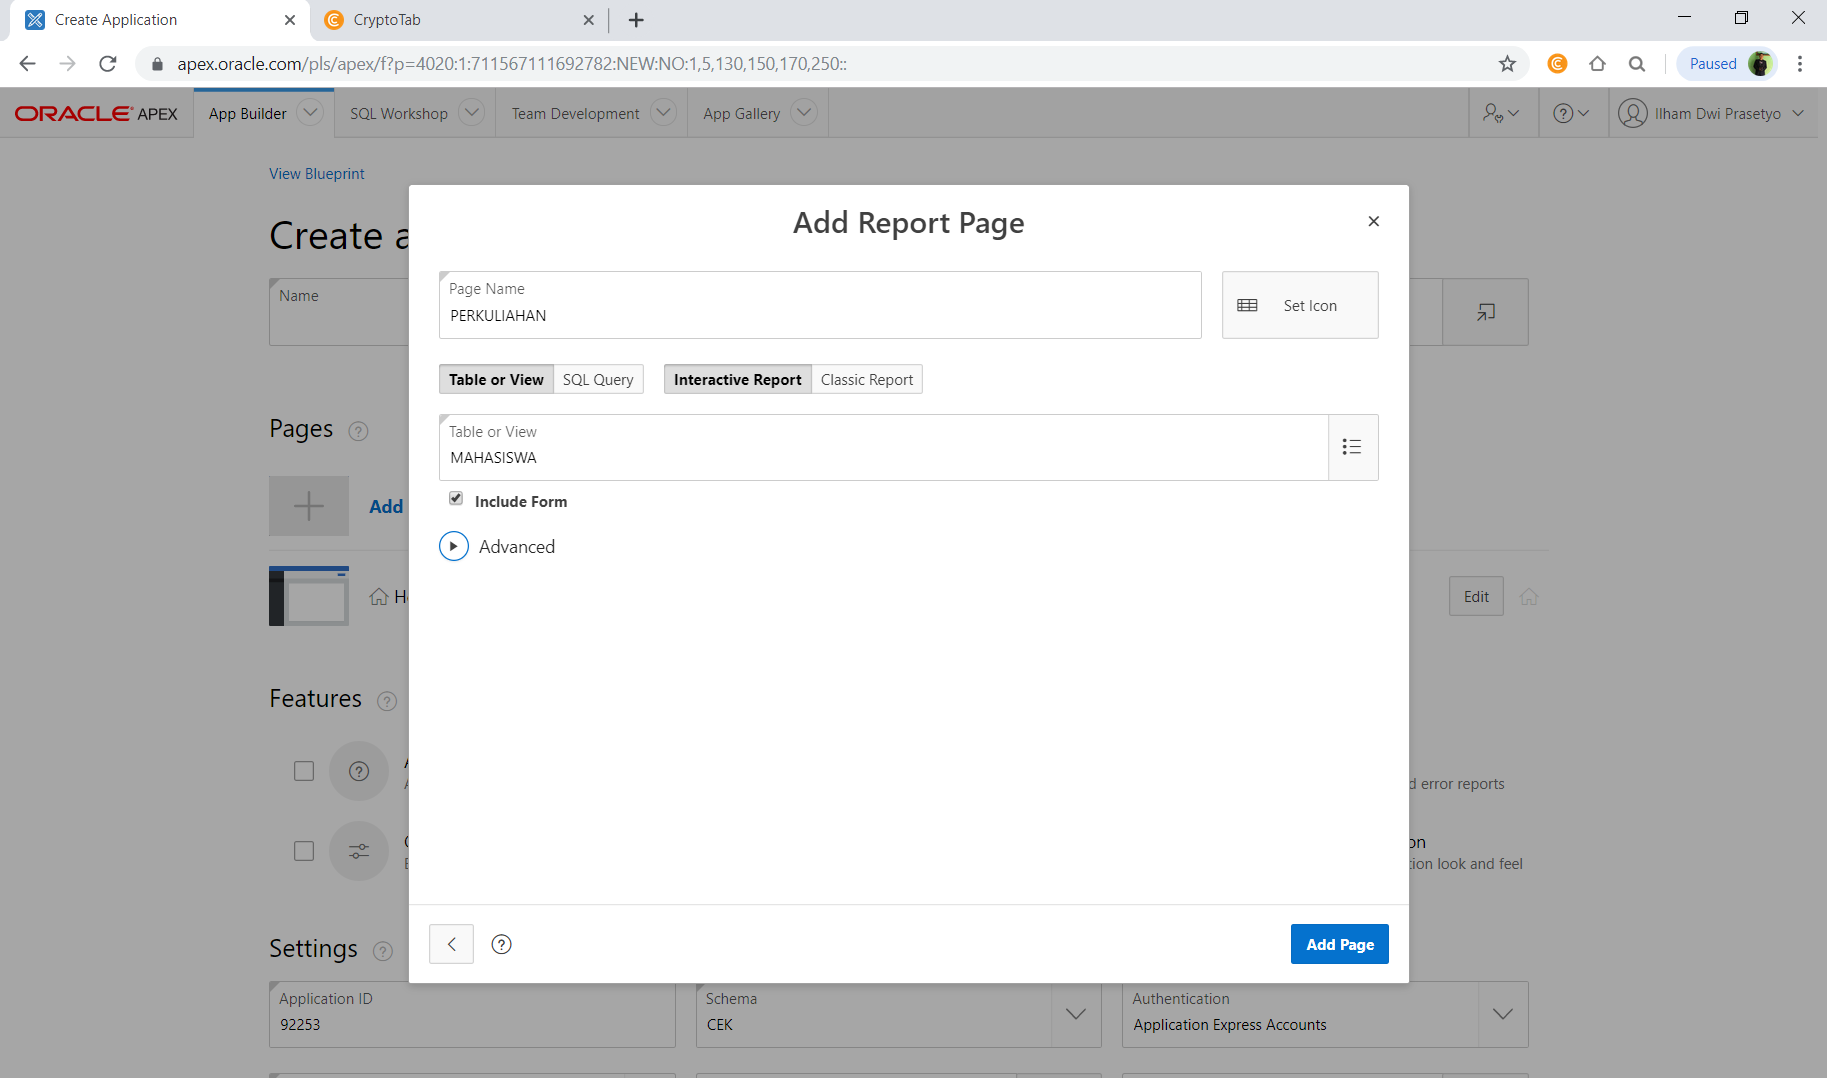 Create Application
CryptoTab
apex.oracle.com/pls/apex/f?p=4020:1:711567111692782:NEW:NO:1,5,130,150,170,250::
Paused
ORACLE APEX
App Builder
SQL Workshop
Team Development
App Gallery
Ilham Dwi Prasetyo
View Blueprint
Create a
Add Report Page
Name
Page Name
PERKULIAHAN
Set Icon
Table or View
SQL Query
Interactive Report
Classic Report
Table or View
MAHASISWA
Include Form
Advanced
Pages
Add
H
Edit
Features
d error reports
on
tion look and feel
Add Page
Settings
Application ID
92253
Schema
CEK
Authentication
Application Express Accounts